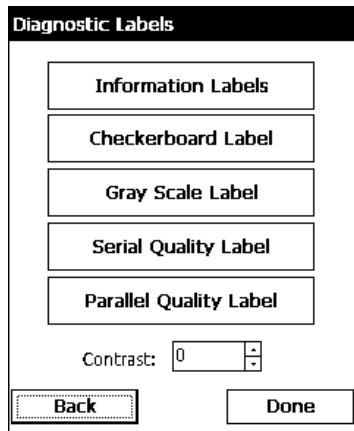 Diagnostic Labels
Information Labels
Checkerboard Label
Gray Scale Label
Serial Quality Label
Parallel Quality Label
Contrast: 0
Back Done